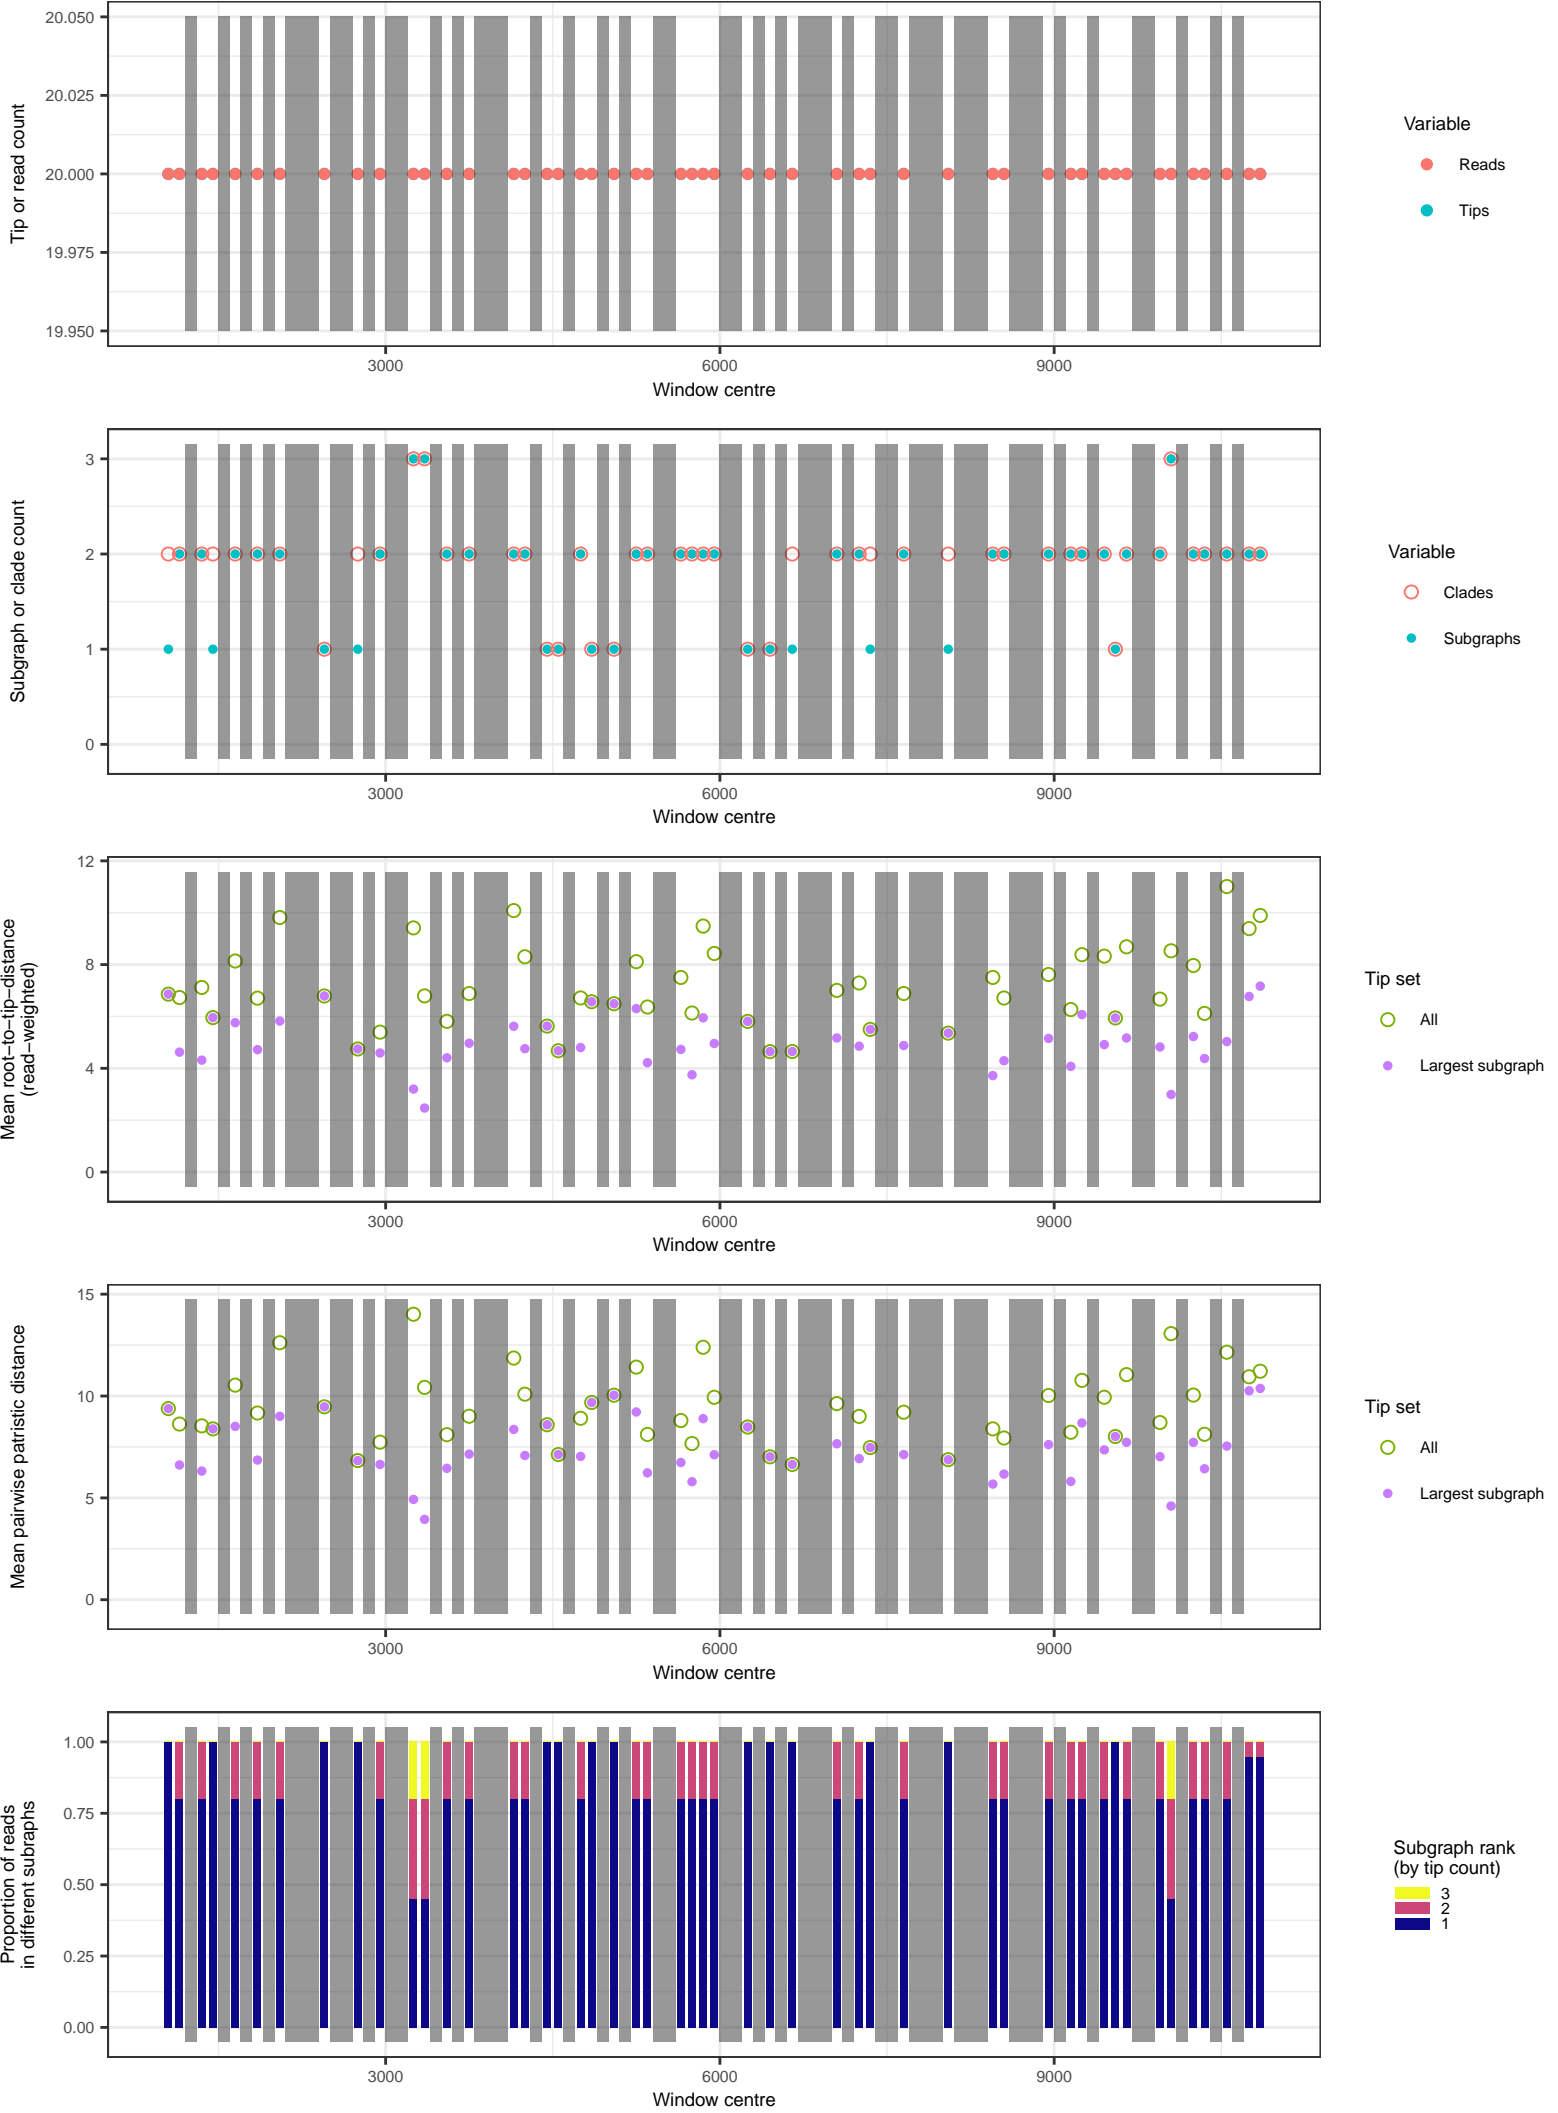 20.050
20.025
20.000
19.975
19.950
Tip or read count
3000
6000
9000
Window centre
Variable
Reads
Tips
3
2
1
0
Subgraph or clade count
3000
6000
9000
Window centre
Variable
Clades
Subgraphs
12
8
4
0
Mean root−to−tip−distance
(read−weighted)
3000
6000
9000
Window centre
Tip set
All
Largest subgraph
15
10
5
0
Mean pairwise patristic distance
3000
6000
9000
Window centre
Tip set
All
Largest subgraph
1.00
0.75
0.50
0.25
0.00
Proportion of reads
in different subraphs
3000
6000
9000
Window centre
Subgraph rank
(by tip count)
3
2
1